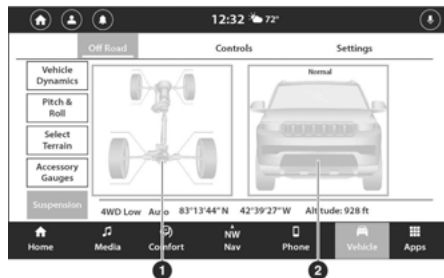 12:32 72°
Off Road Controls Settings
Vehicle
Dynamics
Pitch &
Roll
Select
Terrain
Accessory
Gauges
Suspension
Normal
4WD Low Auto 83°13'44"N 42°39'27"W Altitude: 928 ft
Home Media Comfort NW
Nav Phone Vehicle Apps
1 2